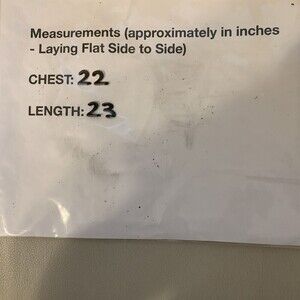 Measurements (approximately in inches
- Laying Flat Side to Side)
CHEST: 22
LENGTH: 23